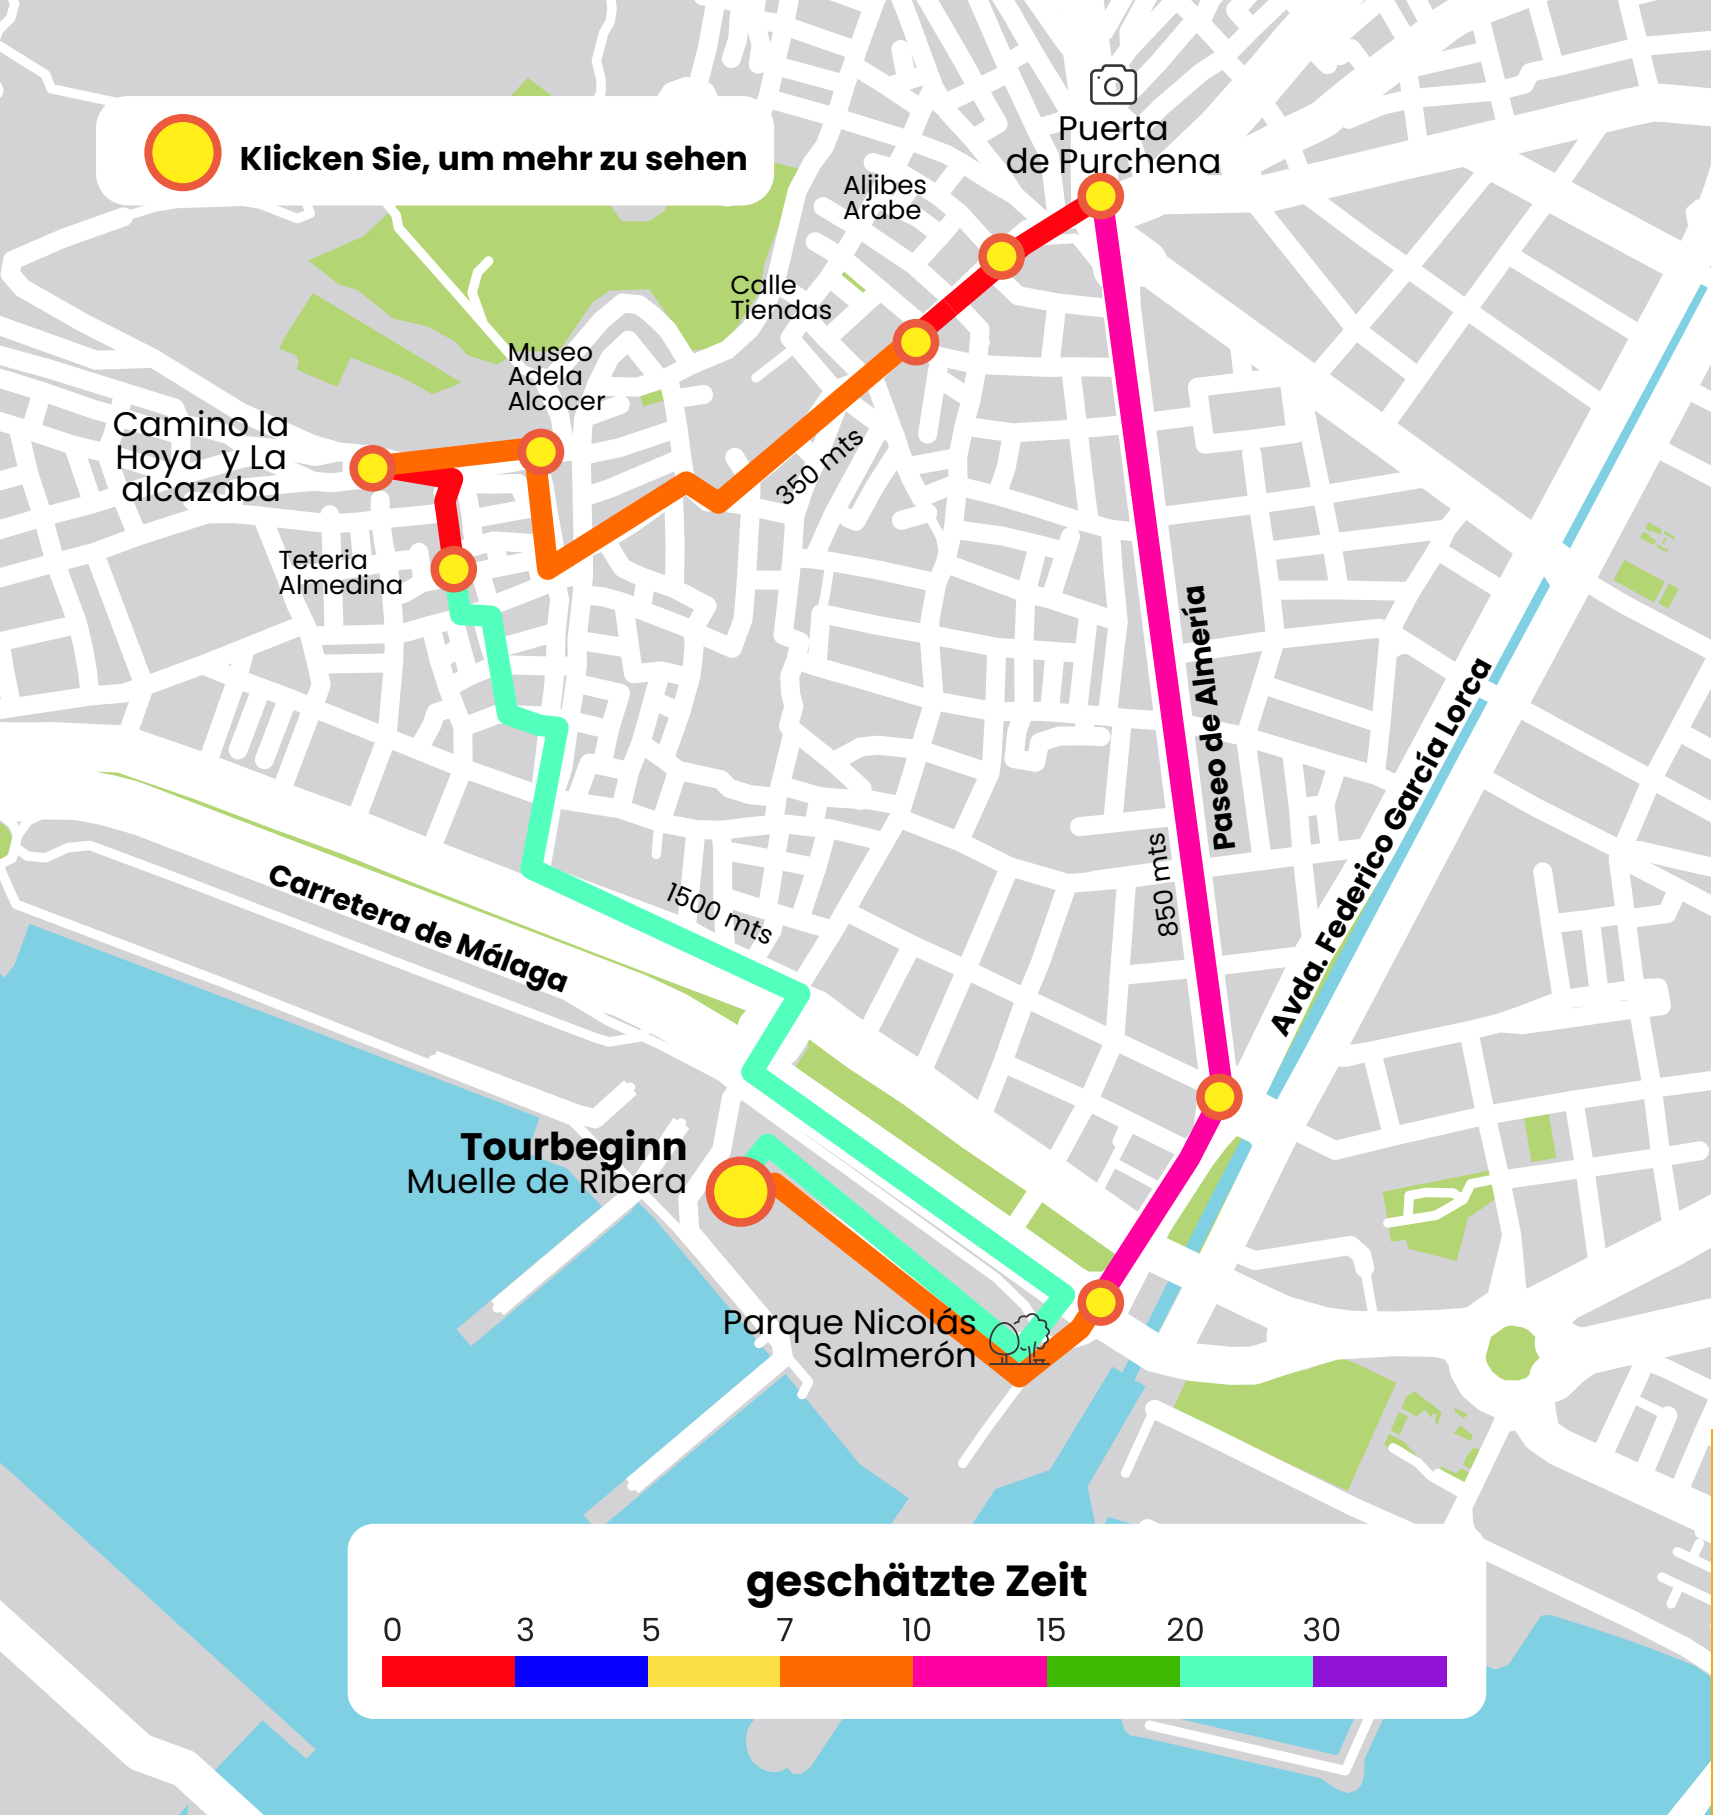 Puerta
de Purchena
Klicken Sie, um mehr zu sehen
Aljibes
Arabe
Calle
Tiendas
Museo
Adela
Alcocer
Camino la
Hoya y La
alcazaba
350 mts
Teteria
Almedina
Paseo de Almería
Avda. Federico García Lorca
850 mts
1500 mts
Carretera de Málaga
Tourbeginn
Muelle de Ribera
Parque Nicolás
Salmerón
geschätzte Zeit
0 3 5 7 10 15 20 30